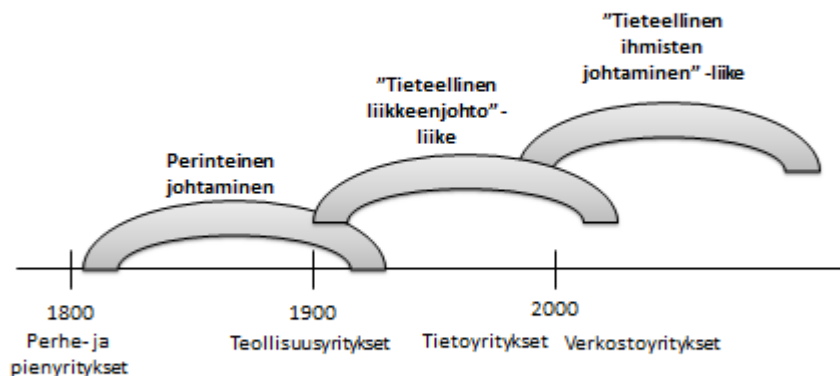 ”Tieteellinen
ihmisten
johtaminen” -liike
”Tieteellinen
liikkeenjohto” -
liike
Perinteinen
johtaminen
1800
1900
2000
Perhe- ja
pienyritykset
Teollisuusyritykset
Tietoyritykset
Verkostoyritykset